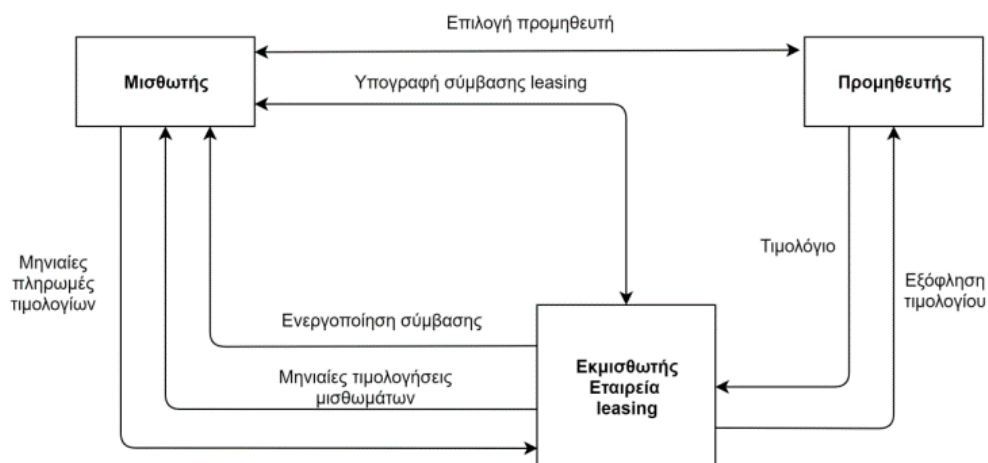 Επιλογή προμηθευτή
Μισθωτής
Υπογραφή σύμβασης leasing
Προμηθευτής
Μηνιαίες
πληρωμές
τιμολογίων
Τιμολόγιο
Εξόφληση
τιμολογίου
Ενεργοποίηση σύμβασης
Μηνιαίες τιμολογήσεις
μισθωμάτων
Εκμισθωτής
Εταιρεία
leasing